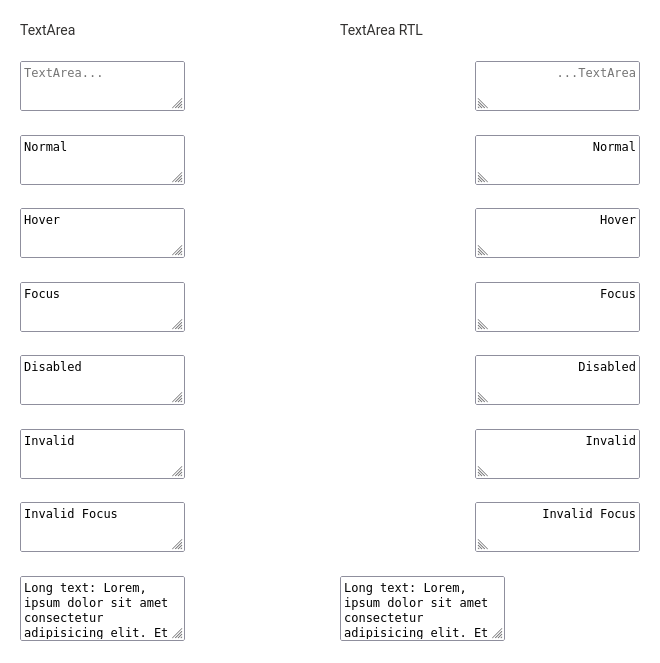 TextArea
TextArea RTL
TextArea...
...TextArea
Normal
Normal
Hover
Hover
Focus
Focus
Disabled
Disabled
Invalid
Invalid
Invalid Focus
Invalid Focus
Long text: Lorem,
ipsum dolor sit amet
consectetur
adipisicing elit. Et
Long text: Lorem,
ipsum dolor sit amet
consectetur
adipisicing elit. Et